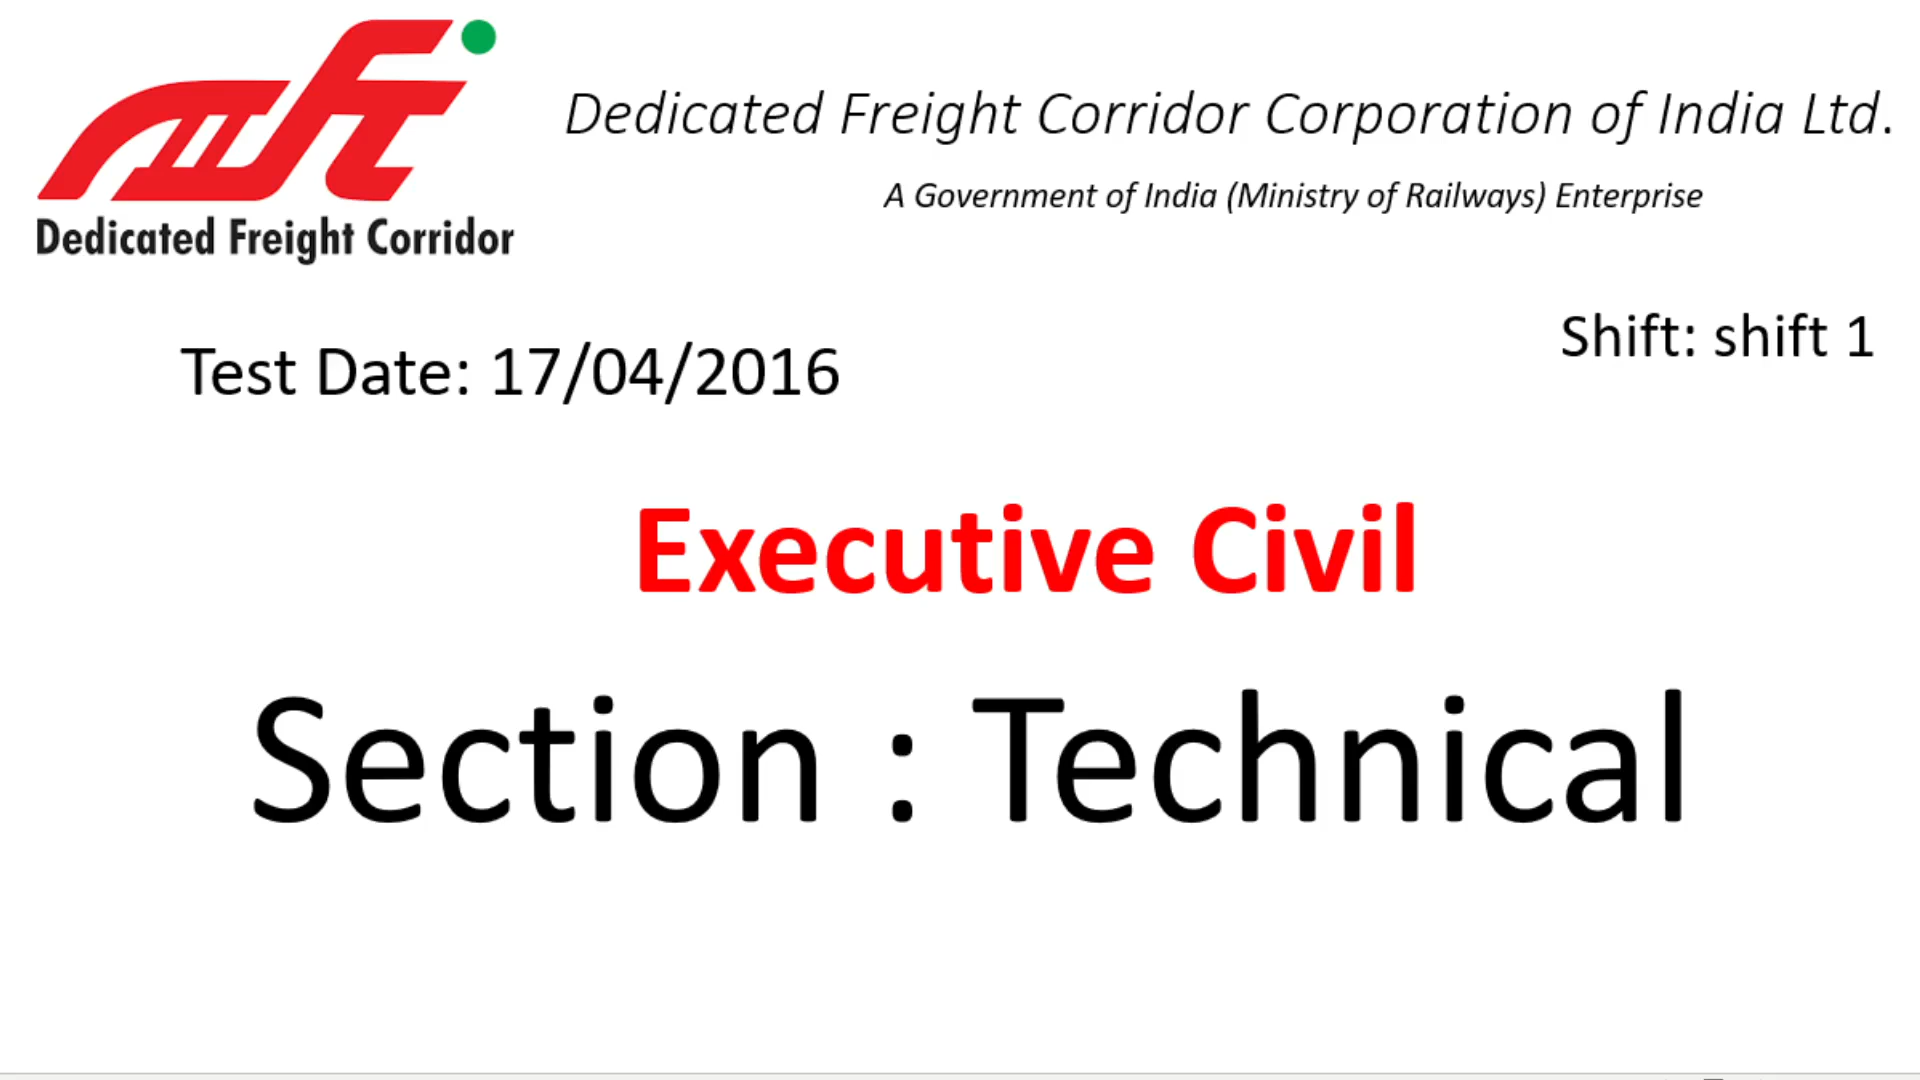 Dedicated Freight Corridor
Dedicated Freight Corridor Corporation of India Ltd.
A Government of India (Ministry of Railways) Enterprise
Test Date: 17/04/2016
Shift: shift 1
Executive Civil
Section : Technical